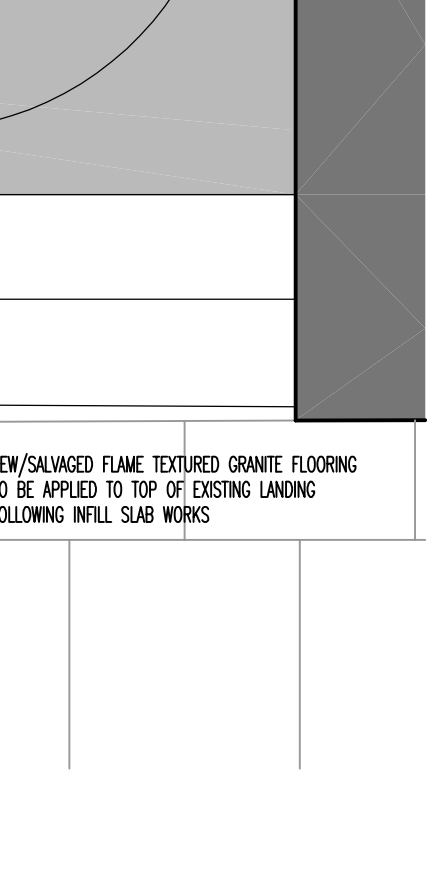 EW/SALVAGED FLAME TEXTURED GRANITE FLOORING
O BE APPLIED TO TOP OF EXISTING LANDING
OLLOWING INFILL SLAB WORKS